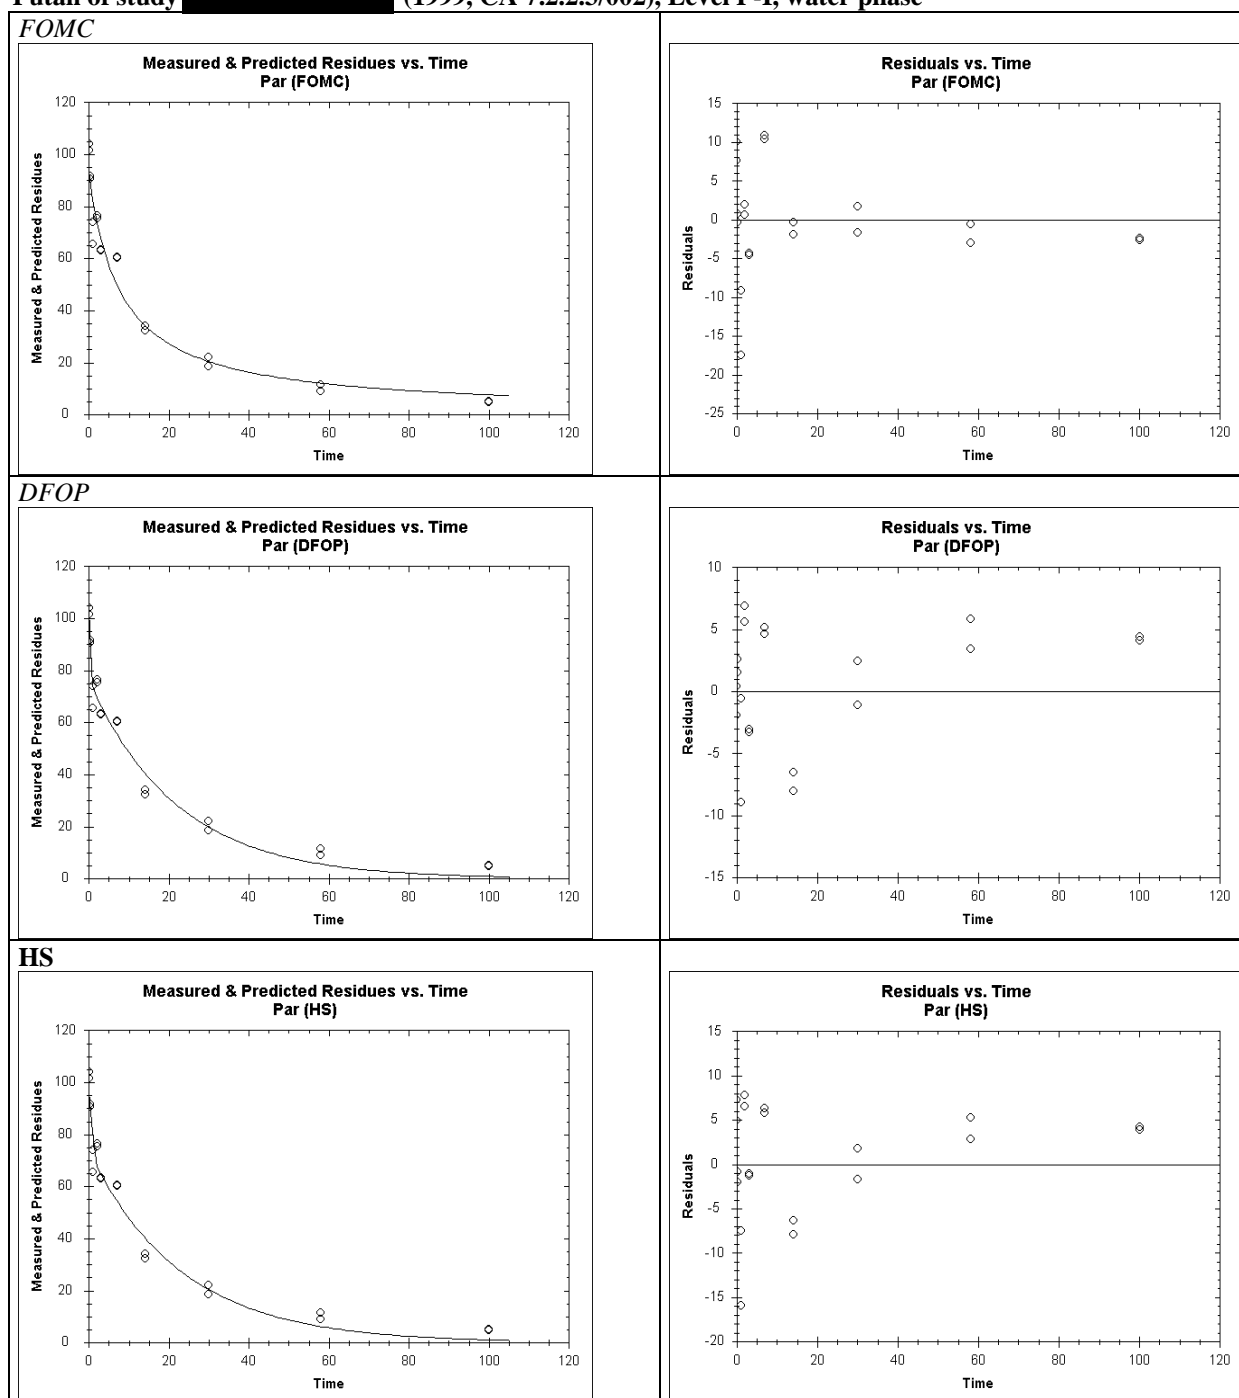 Putah of study (1999, CA 7.2.2.3/002), Level P-I, water phase
FOMC
Measured & Predicted Residues vs. Time
Par (FOMC)
Measured & Predicted Residues
120
100
80
60
40
20
0
0 20 40 60 80 100 120
Time
Residuals vs. Time
Par (FOMC)
Residuals
15
10
5
0
-5
-10
-15
-20
-25
0 20 40 60 80 100 120
Time
DFOP
Measured & Predicted Residues vs. Time
Par (DFOP)
Measured & Predicted Residues
120
100
80
60
40
20
0
0 20 40 60 80 100 120
Time
Residuals vs. Time
Par (DFOP)
Residuals
10
5
0
-5
-10
-15
0 20 40 60 80 100 120
Time
HS
Measured & Predicted Residues vs. Time
Par (HS)
Measured & Predicted Residues
120
100
80
60
40
20
0
0 20 40 60 80 100 120
Time
Residuals vs. Time
Par (HS)
Residuals
15
10
5
0
-5
-10
-15
-20
0 20 40 60 80 100 120
Time